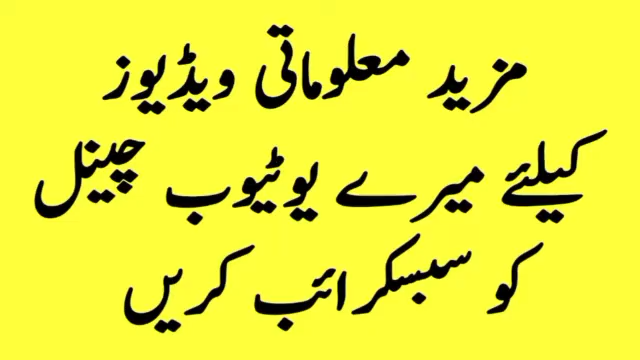 مزید معلوماتی ویڈیوز
کیلئے میرے یوٹیوب چینل
کو سبسکرائب کریں